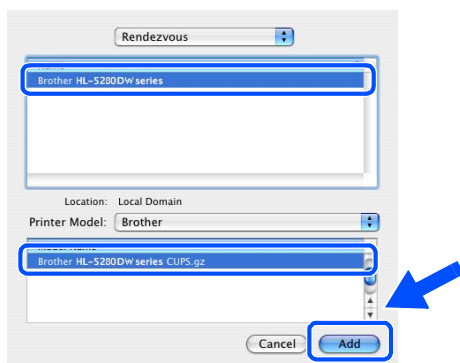 Rendezvous
Brother HL-5280DW series
Location: Local Domain
Printer Model: Brother
Brother HL-5280DW series CUPS.gz
Cancel Add